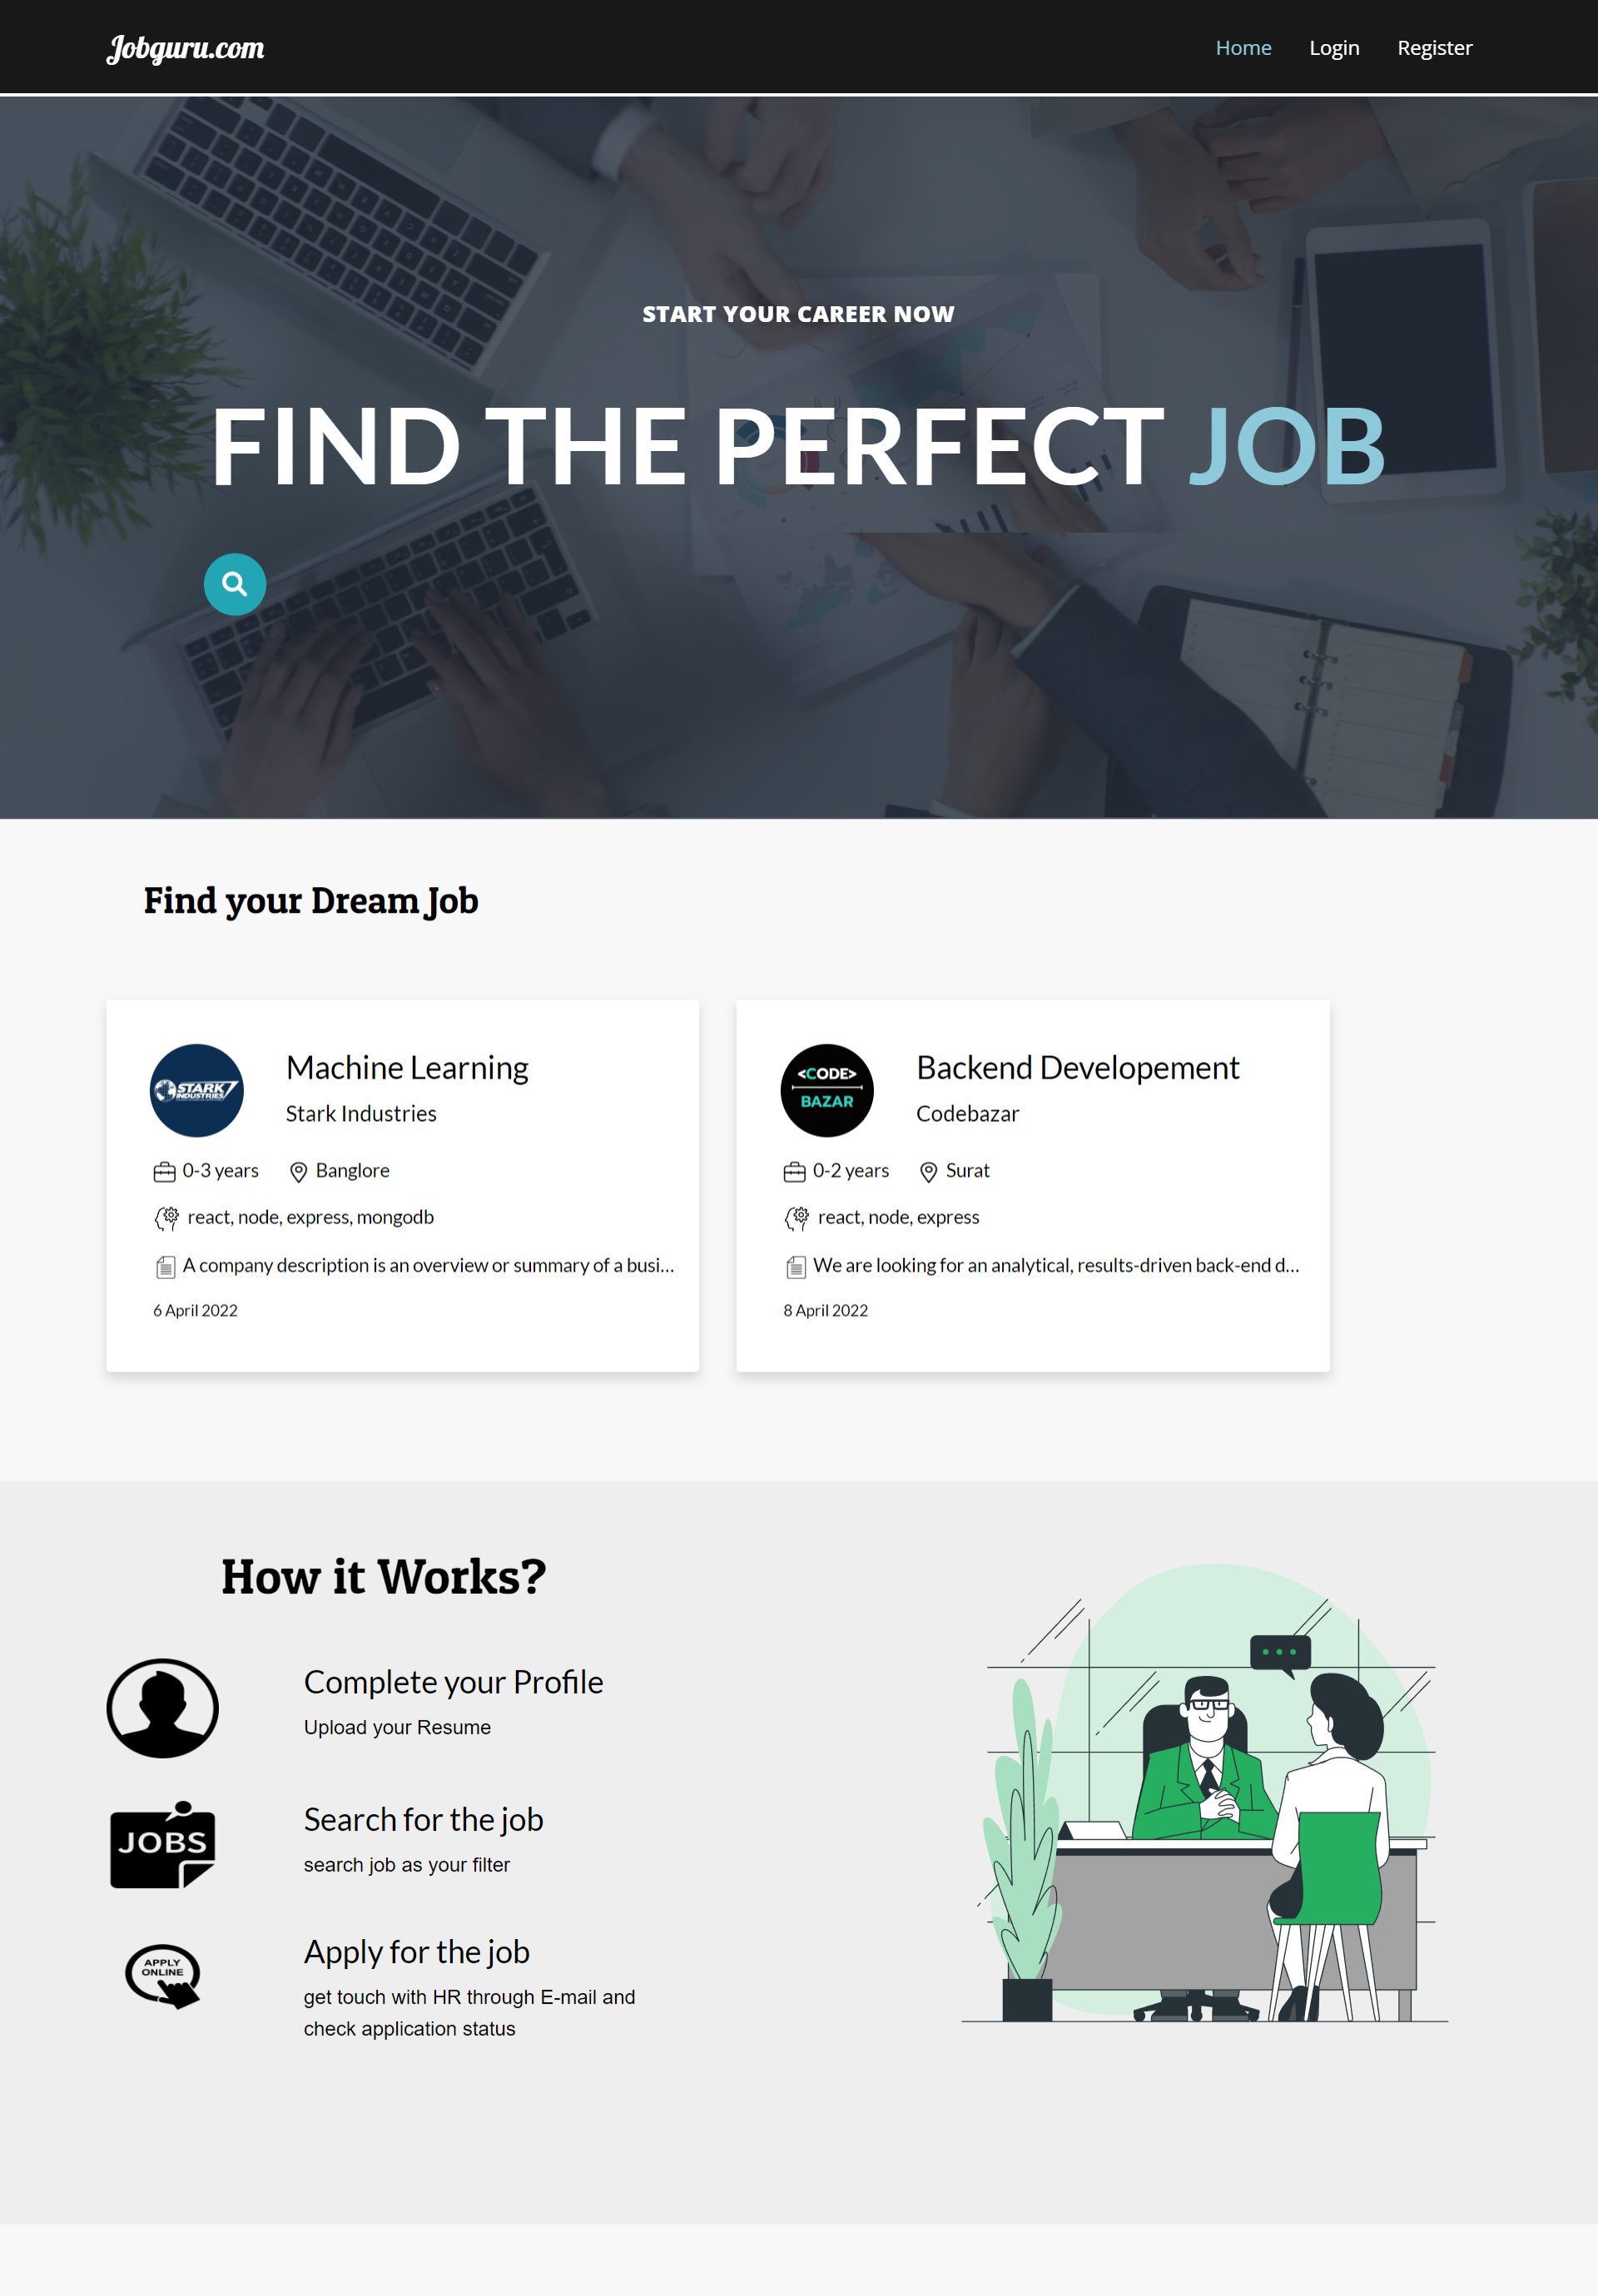 Jobguru.com
Home Login Register
START YOUR CAREER NOW
FIND THE PERFECT JOB
Find your Dream Job
STARK
INDUSTRIES
Machine Learning
Stark Industries
0-3 years Banglore
react, node, express, mongodb
A company description is an overview or summary of a busi...
6 April 2022
<CODE>
BAZAR
Backend Developement
Codebazar
0-2 years Surat
react, node, express
We are looking for an analytical, results-driven back-end d...
8 April 2022
How it Works?
Complete your Profile
Upload your Resume
JOBS
Search for the job
search job as your filter
APPLY
ONLINE
Apply for the job
get touch with HR through E-mail and
check application status